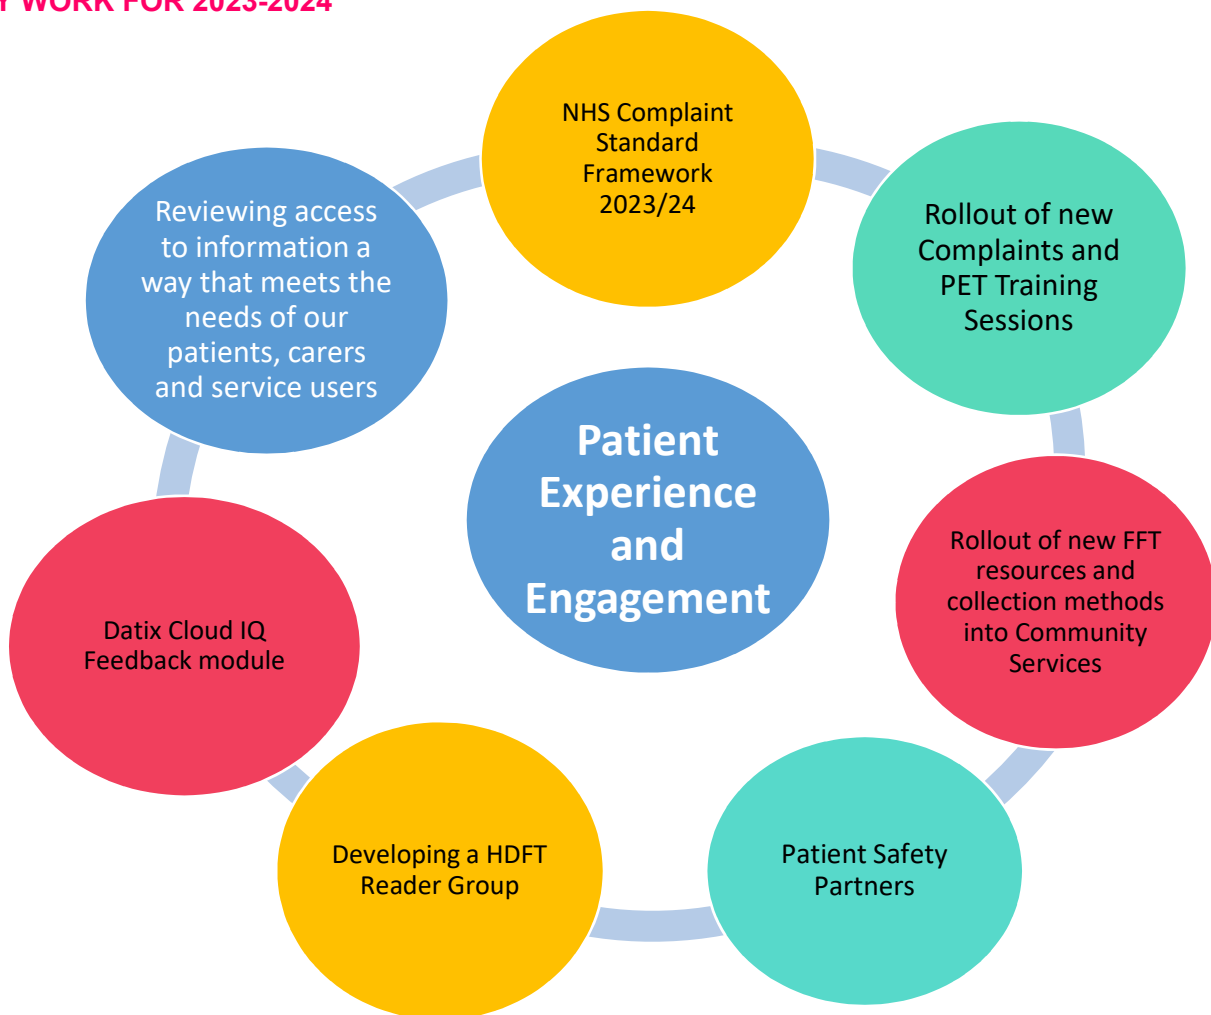 Y WORK FOR 2023-2024
NHS Complaint
Standard
Framework
2023/24
Rollout of new
Complaints and
PET Training
Sessions
Rollout of new FFT
resources and
collection methods
into Community
Services
Patient Safety
Partners
Developing a HDFT
Reader Group
Datix Cloud IQ
Feedback module
Reviewing access
to information a
way that meets the
needs of our
patients, carers
and service users
Patient
Experience
and
Engagement